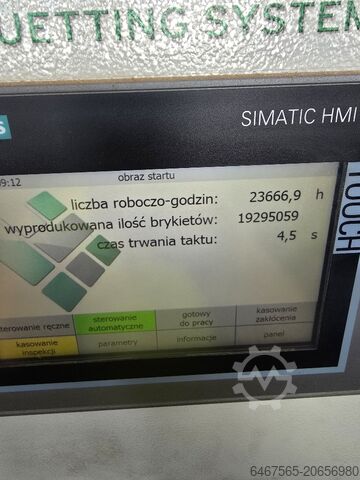 UETTING SYSTEM
S
SIMATIC HMI
09:12
obraz startu
liczba roboczo-godzin: 23666,9 h
wyprodukowana ilość brykietów: 19295059
czas trwania taktu: 4,5 s
TOUCH
sterowanie ręczne
sterowanie automatyczne
gotowy do pracy
kasowanie zakłócenia
kasowanie inspekcji
parametry
informacje
panel
6467565-20656980